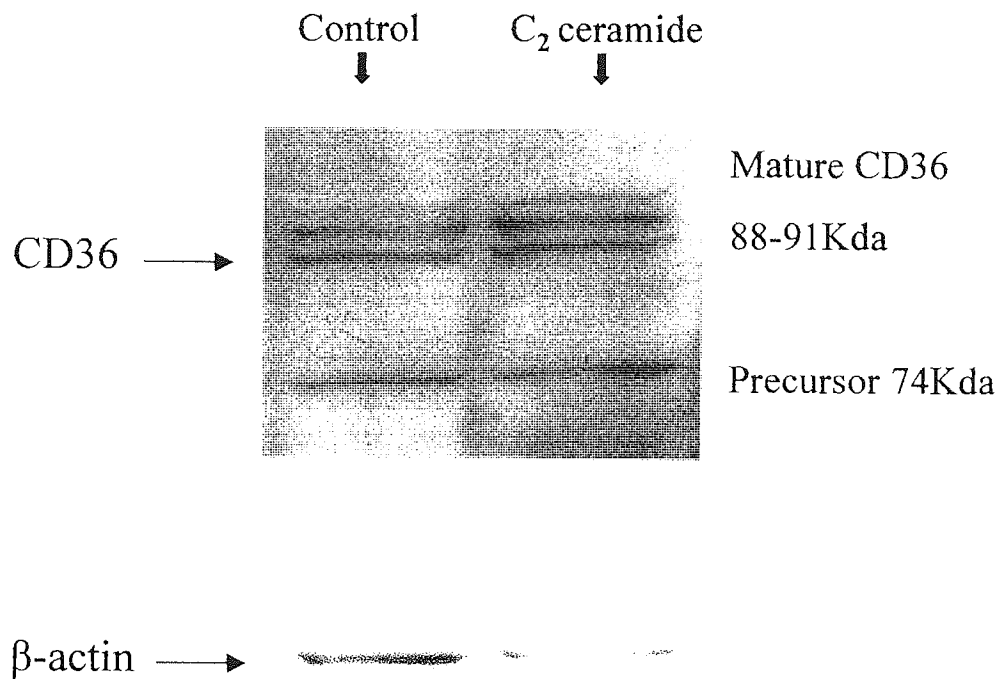 Control
C₂ ceramide
Mature CD36
88-91Kda
CD36
Precursor 74Kda
β-actin